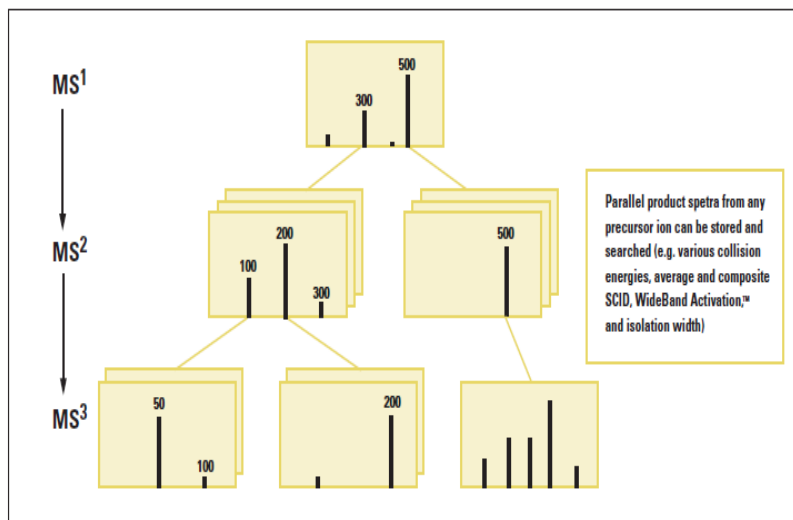 MS1
500
300
MS2
200
100
300
500
Parallel product spetra from any
precursor ion can be stored and
searched (e.g. various collision
energies, average and composite
SCID, WideBand Activation,™
and isolation width)
MS3
50
100
200